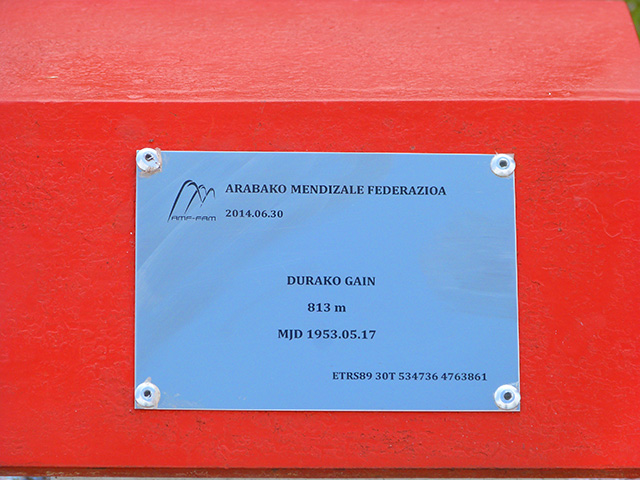 ARABAKO MENDIZALE FEDERAZIOA
AMF-FAM
2014.06.30
DURAKO GAIN
813 m
MJD 1953.05.17
ETRS89 30T 534736 4763861